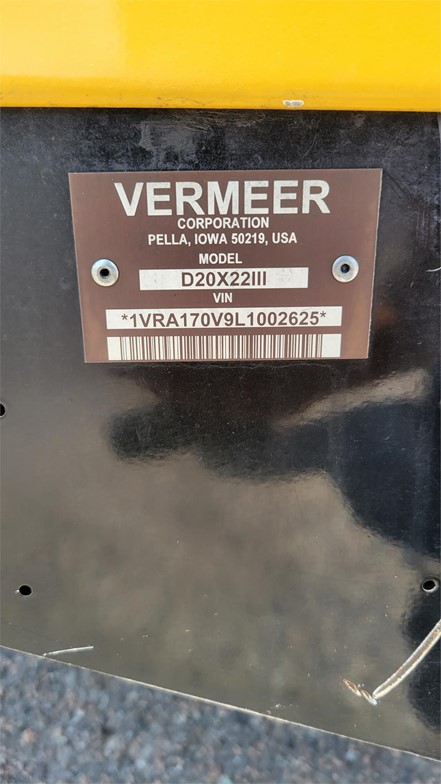 VERMEER
CORPORATION
PELLA, IOWA 50219, USA
MODEL
D20X22III
VIN
*1VRA170V9L1002625*